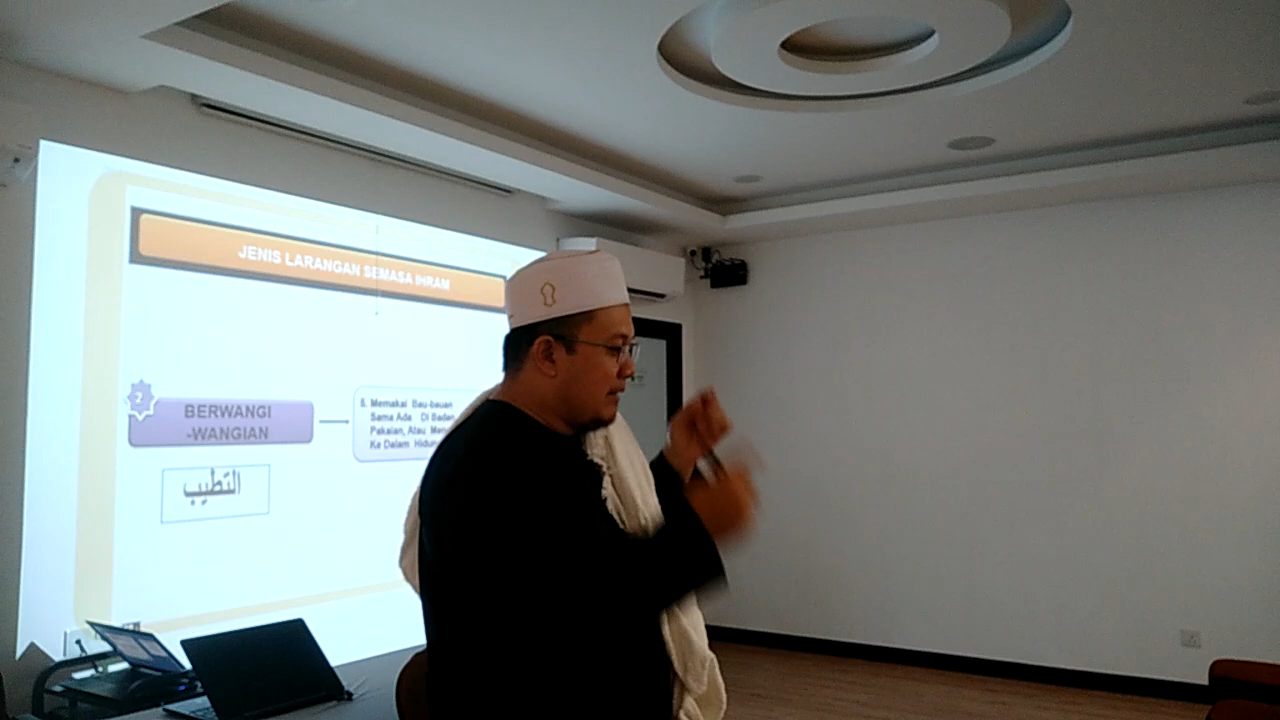 JENIS LARANGAN SEMASA IHRAM
2
BERWANGI
-WANGIAN
التطيب
5. Memakai Bau-bauan
Sama Ada Di Badan,
Pakaian, Atau
Ke Dalam